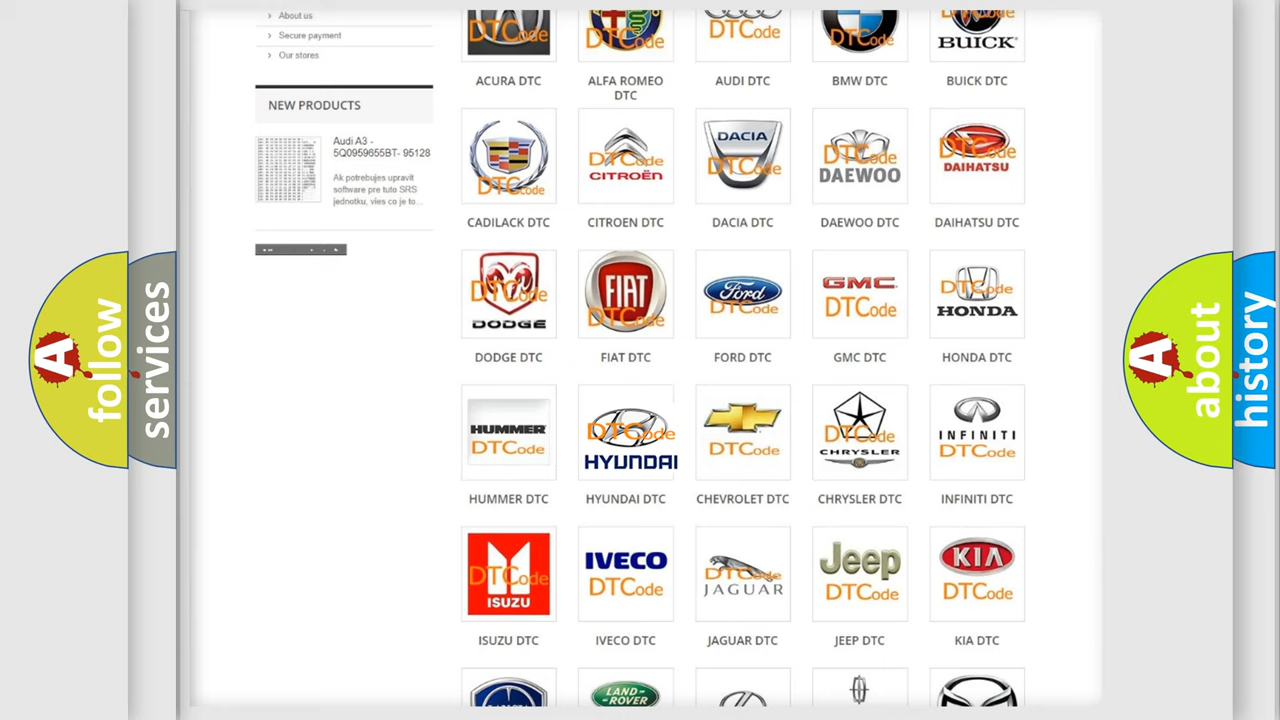 About us
Secure payment
Our stores
NEW PRODUCTS
Audi A3 -
5Q0959655BT- 95128
Ak potrebujes upravit
software pre tuto SRS
jednotku, vies co je to...
DTCode
DTCode
DTCode
DTCode
BUICK
ACURA DTC
ALFA ROMEO
DTC
AUDI DTC
BMW DTC
BUICK DTC
DTCode
DTCode
CITROËN
DACIA
DTCode
DTCode
DAEWOO
DTCode
DAIHATSU
CADILACK DTC
CITROEN DTC
DACIA DTC
DAEWOO DTC
DAIHATSU DTC
DTCode
DODGE
FIAT
DTCode
Ford
DTCode
GMC
DTCode
DTCode
HONDA
DODGE DTC
FIAT DTC
FORD DTC
GMC DTC
HONDA DTC
HUMMER
DTCode
DTCode
HYUNDAI
DTCode
DTCode
CHRYSLER
INFINITI
DTCode
HUMMER DTC
HYUNDAI DTC
CHEVROLET DTC
CHRYSLER DTC
INFINITI DTC
DTCode
ISUZU
IVECO
DTCode
DTCode
JAGUAR
Jeep
DTCode
KIA
DTCode
ISUZU DTC
IVECO DTC
JAGUAR DTC
JEEP DTC
KIA DTC
LAND-
ROVER
A
follow
services
A
about
history